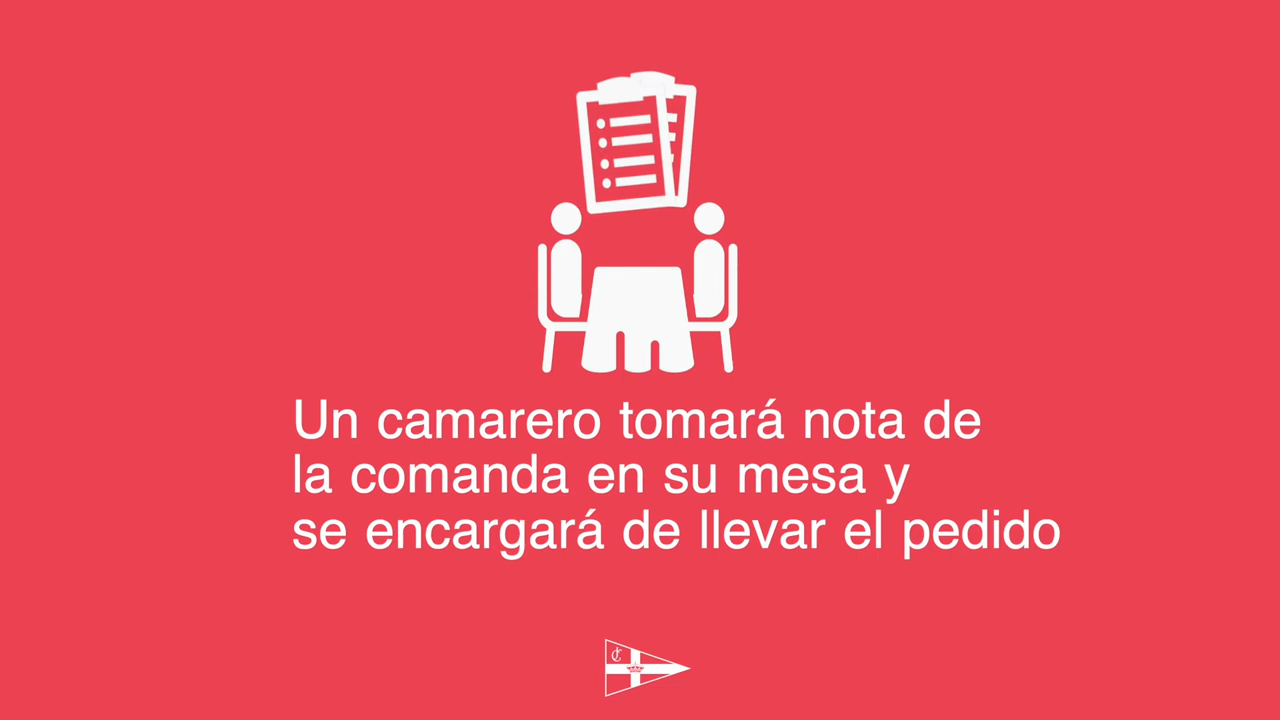 Un camarero tomará nota de
la comanda en su mesa y
se encargará de llevar el pedido